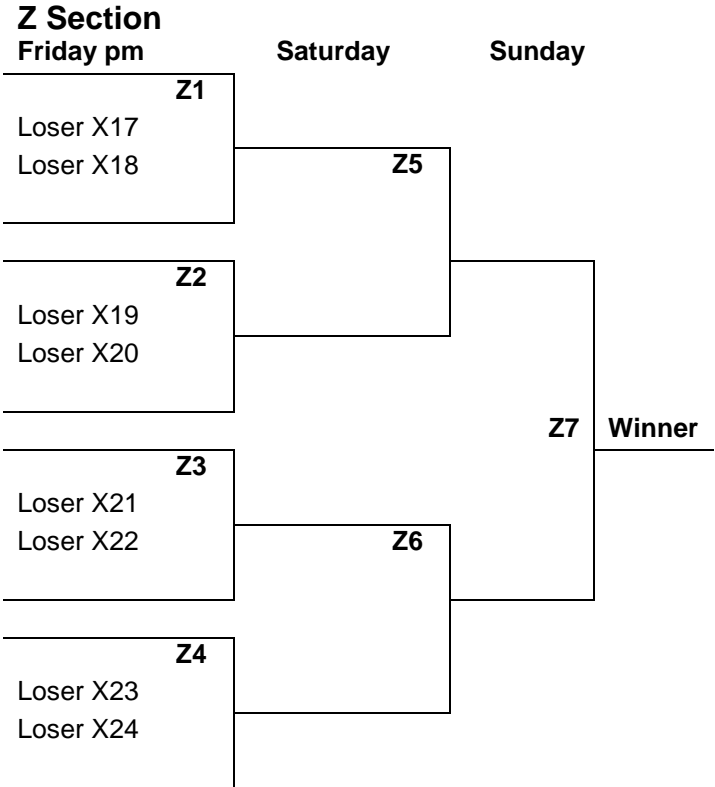 Z Section
Friday pm Saturday Sunday
Z1
Loser X17
Loser X18 Z5
Z2
Loser X19
Loser X20
Z7 Winner
Z3
Loser X21
Loser X22 Z6
Z4
Loser X23
Loser X24